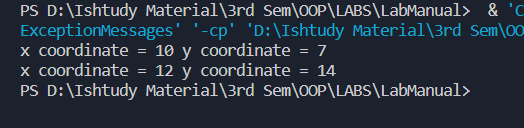 PS D:\Ishtudy Material\3rd Sem\OOP\LABS\LabManual>  & 'C
ExceptionMessages' '-cp' 'D:\Ishtudy Material\3rd Sem\OO
x coordinate = 10 y coordinate = 7
x coordinate = 12 y coordinate = 14
PS D:\Ishtudy Material\3rd Sem\OOP\LABS\LabManual>